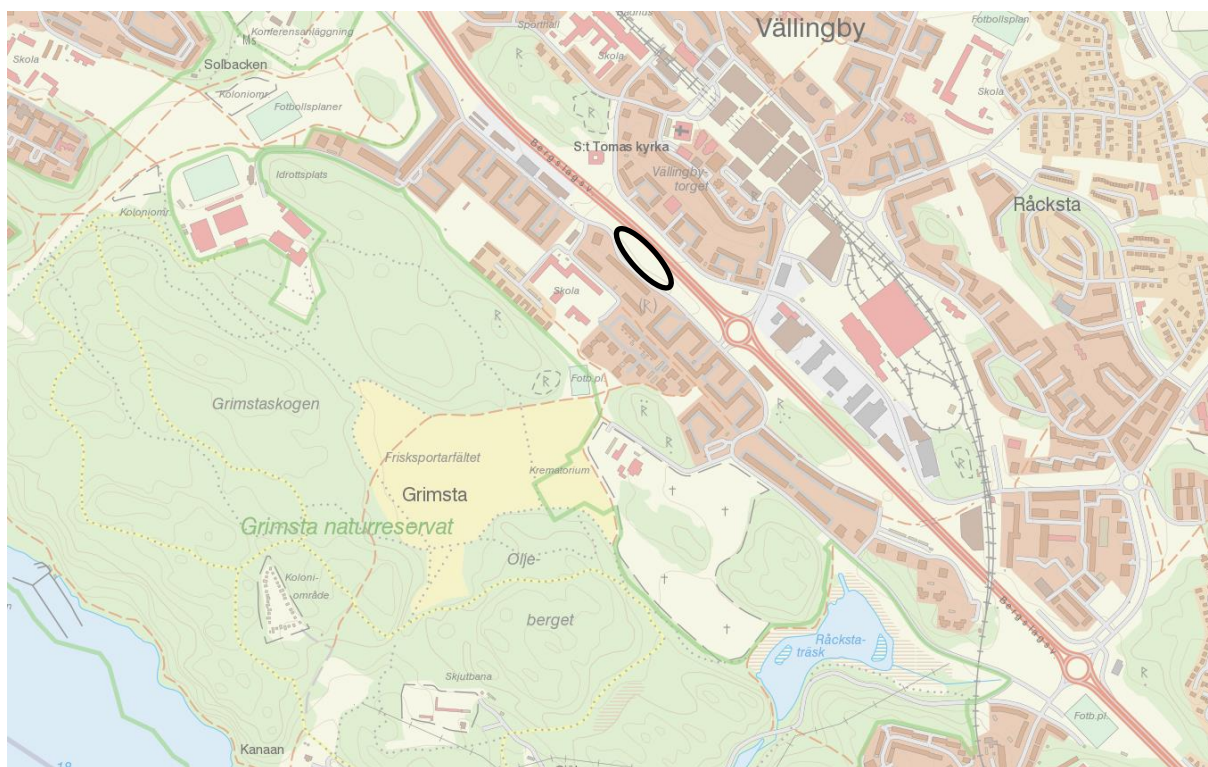 Vällingby
Sporthall
Fotbollsplan
Konferensanläggning
Skola
Skola
Solbacken
Skola
Koloniomr.
Fotbollsplaner
Bergslagsv.
S:t Tomas kyrka
Vällingby-
torget
Idrottsplats
Råcksta
Koloniomr.
Skola
(R)
R
Fotb.pl.
Grimstaskogen
Frisksportarfältet
Krematorium
Grimsta
Grimsta naturreservat
Olje-
berget
Koloni-
område
Bergslagsv.
Råcksta-
träsk
Skjutbana
Fotb.pl.
Kanaan
18